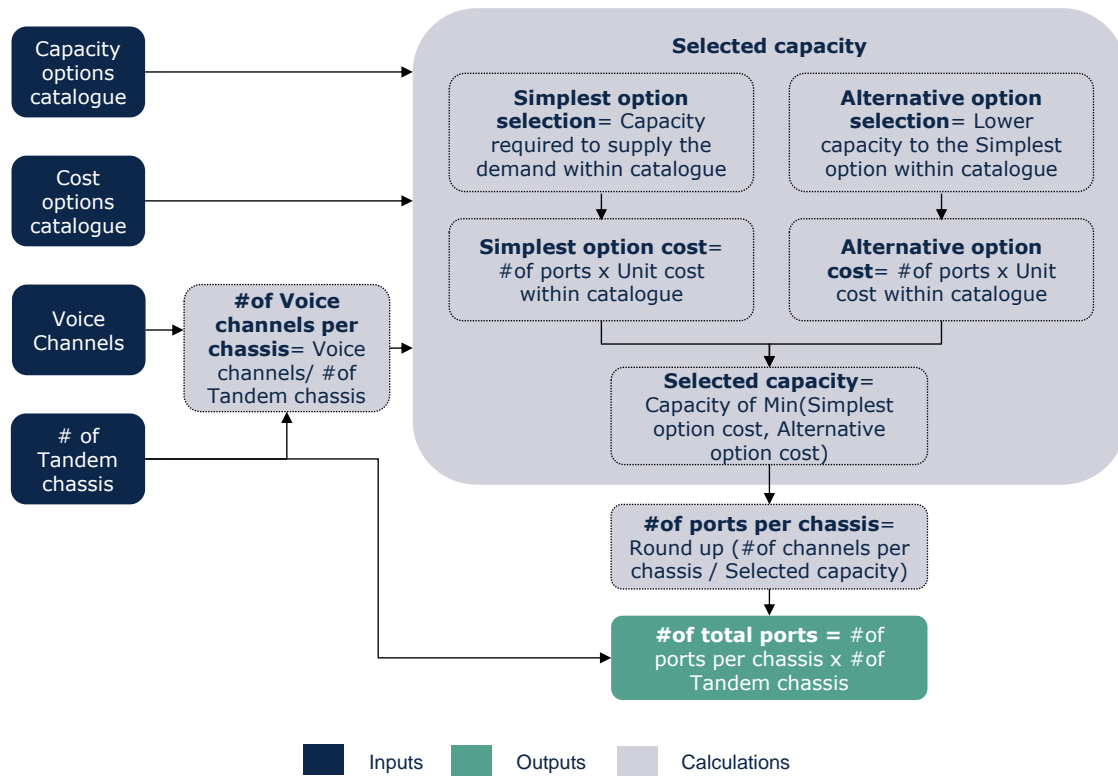 Capacity
options
catalogue
Cost
options
catalogue
Voice
Channels
# of
Tandem
chassis
#of Voice
channels per
chassis= Voice
channels/ #of
Tandem chassis
Selected capacity
Simplest option
selection= Capacity
required to supply the
demand within catalogue
Alternative option
selection= Lower
capacity to the Simplest
option within catalogue
Simplest option cost=
#of ports x Unit cost
within catalogue
Alternative option
cost= #of ports x Unit
cost within catalogue
Selected capacity=
Capacity of Min(Simplest
option cost, Alternative
option cost)
#of ports per chassis=
Round up (#of channels per
chassis / Selected capacity)
#of total ports = #of
ports per chassis x #of
Tandem chassis
Inputs
Outputs
Calculations